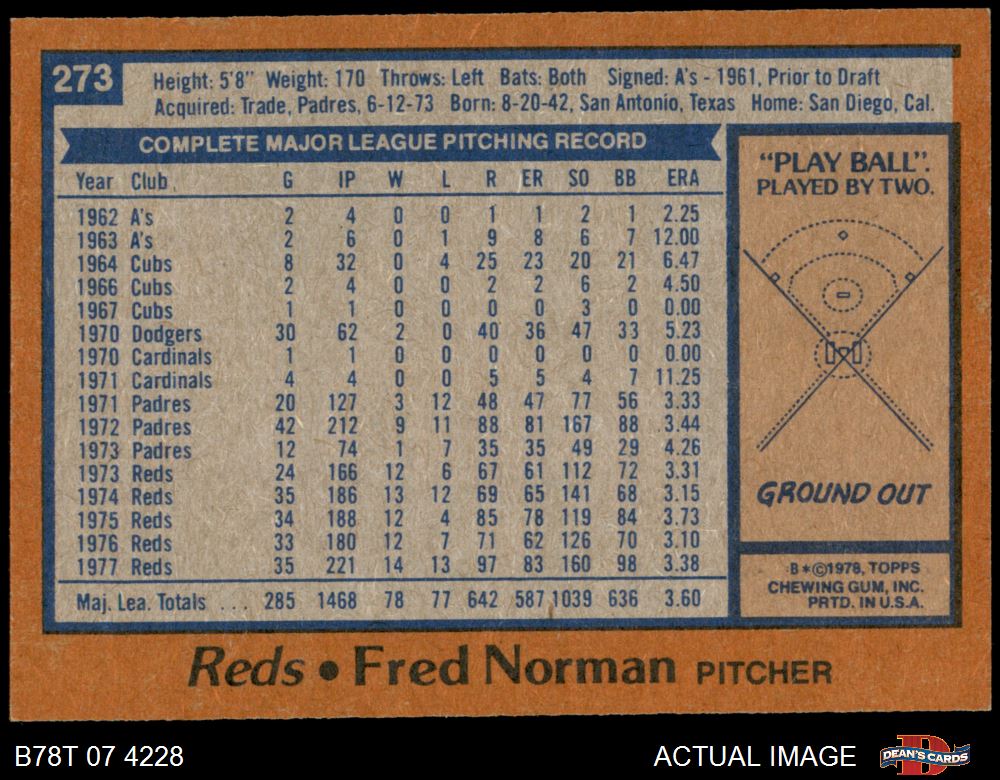 273
Height: 5'8" Weight: 170 Throws: Left Bats: Both Signed: A's - 1961, Prior to Draft
Acquired: Trade, Padres, 6-12-73 Born: 8-20-42, San Antonio, Texas Home: San Diego, Cal.
COMPLETE MAJOR LEAGUE PITCHING RECORD
Year Club G IP W L R ER SO BB ERA
1962 A's 2 4 0 0 1 1 2 1 2.25
1963 A's 2 6 0 1 9 8 6 7 12.00
1964 Cubs 8 32 0 4 25 23 20 21 6.47
1966 Cubs 2 4 0 0 2 2 6 2 4.50
1967 Cubs 1 1 0 0 0 0 3 0 0.00
1970 Dodgers 30 62 2 0 40 36 47 33 5.23
1970 Cardinals 1 1 0 0 0 0 0 0 0.00
1971 Cardinals 4 4 0 0 5 5 4 7 11.25
1971 Padres 20 127 3 12 48 47 77 56 3.33
1972 Padres 42 212 9 11 88 81 167 88 3.44
1973 Padres 12 74 1 7 35 35 49 29 4.26
1973 Reds 24 166 12 6 67 61 112 72 3.31
1974 Reds 35 186 13 12 69 65 141 68 3.15
1975 Reds 34 188 12 4 85 78 119 84 3.73
1976 Reds 33 180 12 7 71 62 126 70 3.10
1977 Reds 35 221 14 13 97 83 160 98 3.38
Maj. Lea. Totals ... 285 1468 78 77 642 587 1039 636 3.60
"PLAY BALL".
PLAYED BY TWO.
GROUND OUT
B*©1978, TOPPS
CHEWING GUM, INC.
PRTD. IN U.S.A.
Reds • Fred Norman PITCHER
B78T 07 4228
ACTUAL IMAGE
DEAN'S CARDS